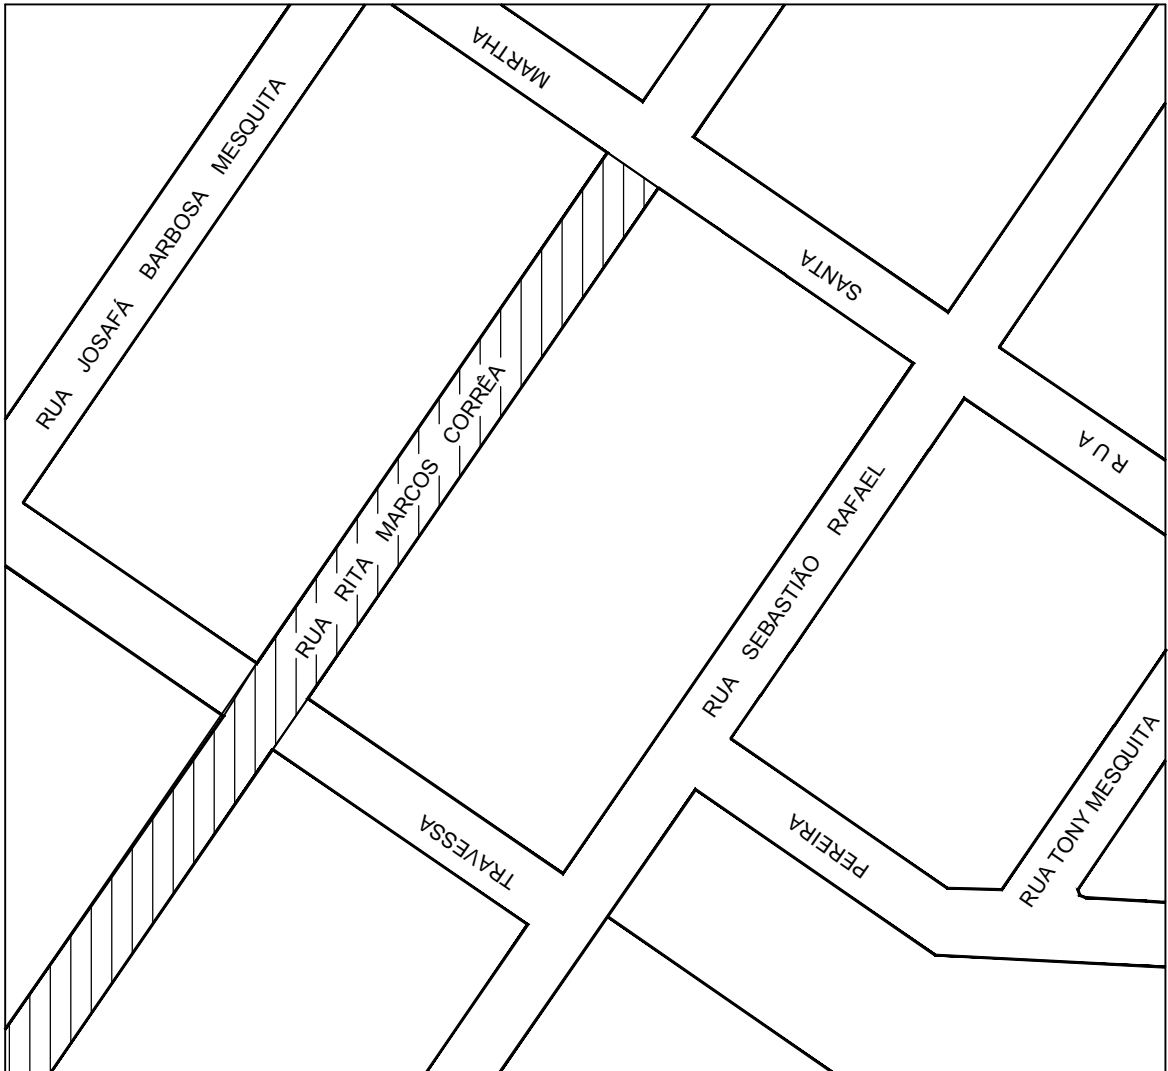 RUA JOSAFÁ BARBOSA MESQUITA
RUA SANTA MARTHA
RUA RITA MARCOS CORRÊA
RUA SEBASTIÃO RAFAEL
TRAVESSA
PEREIRA
RUA TONY MESQUITA